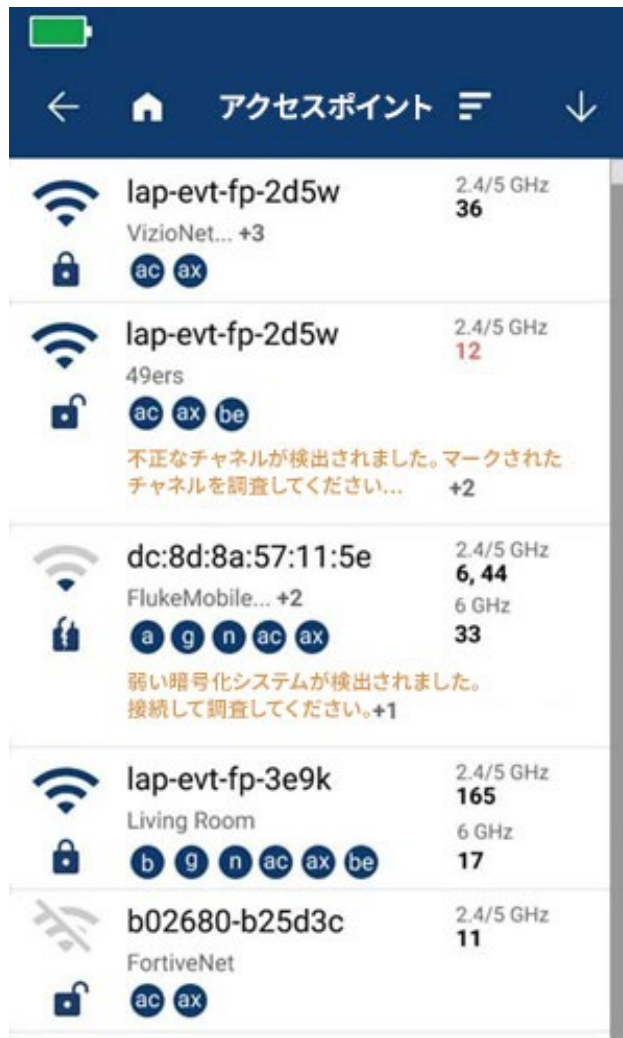 アクセスポイント
lap-evt-fp-2d5w
2.4/5 GHz
36
VizioNet... +3
ac ax
lap-evt-fp-2d5w
2.4/5 GHz
12
49ers
ac ax be
不正なチャネルが検出されました。マークされた
チャネルを調査してください... +2
dc:8d:8a:57:11:5e
2.4/5 GHz
6, 44
FlukeMobile... +2
6 GHz
33
a g n ac ax
弱い暗号化システムが検出されました。
接続して調査してください。+1
lap-evt-fp-3e9k
2.4/5 GHz
165
Living Room
6 GHz
17
b g n ac ax be
b02680-b25d3c
2.4/5 GHz
11
FortiveNet
ac ax